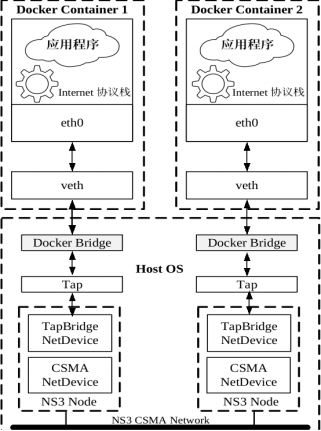 Docker Container 1
Docker Container 2
应用程序
应用程序
Internet 协议栈
Internet 协议栈
eth0
eth0
veth
veth
Docker Bridge
Docker Bridge
Host OS
Tap
Tap
TapBridge
NetDevice
TapBridge
NetDevice
CSMA
NetDevice
CSMA
NetDevice
NS3 Node
NS3 Node
NS3 CSMA Network